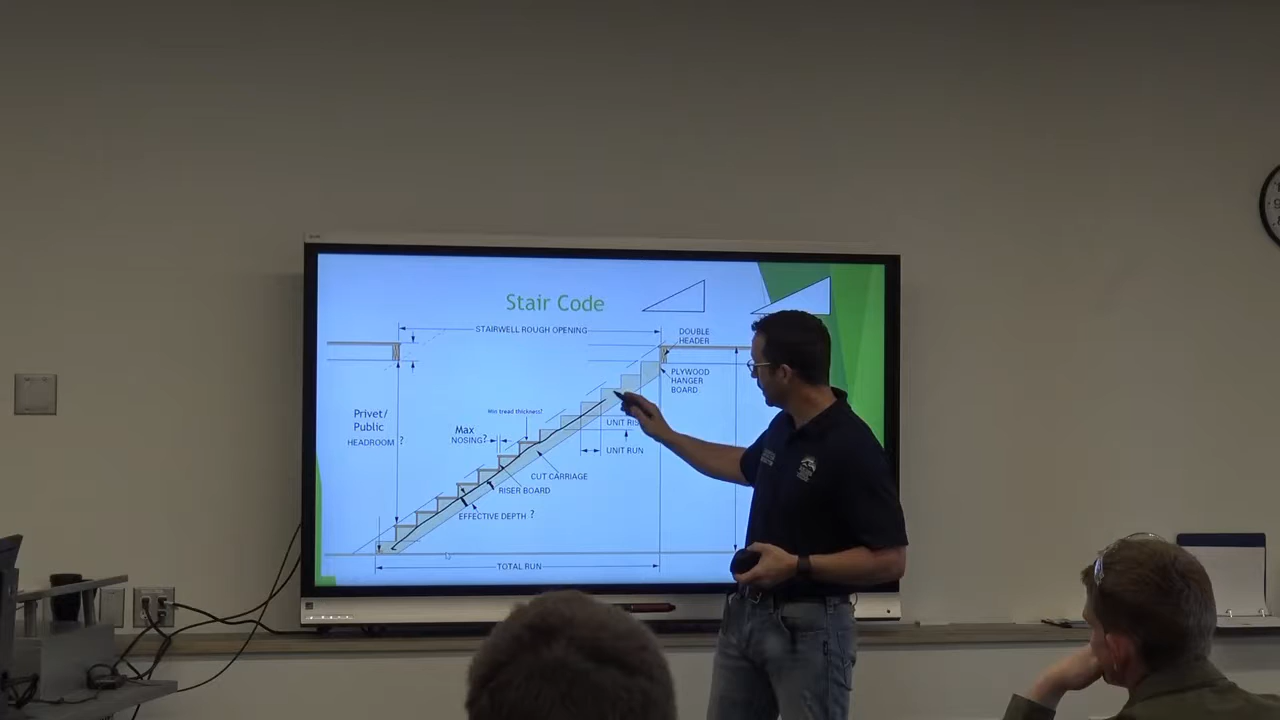 Stair Code
STAIRWELL ROUGH OPENING
DOUBLE
HEADER
PLYWOOD
HANGER
BOARD
Privet/
Public
HEADROOM ?
Min tread thickness?
Max
NOSING?
UNIT RIS
UNIT RUN
CUT CARRIAGE
RISER BOARD
EFFECTIVE DEPTH ?
TOTAL RUN